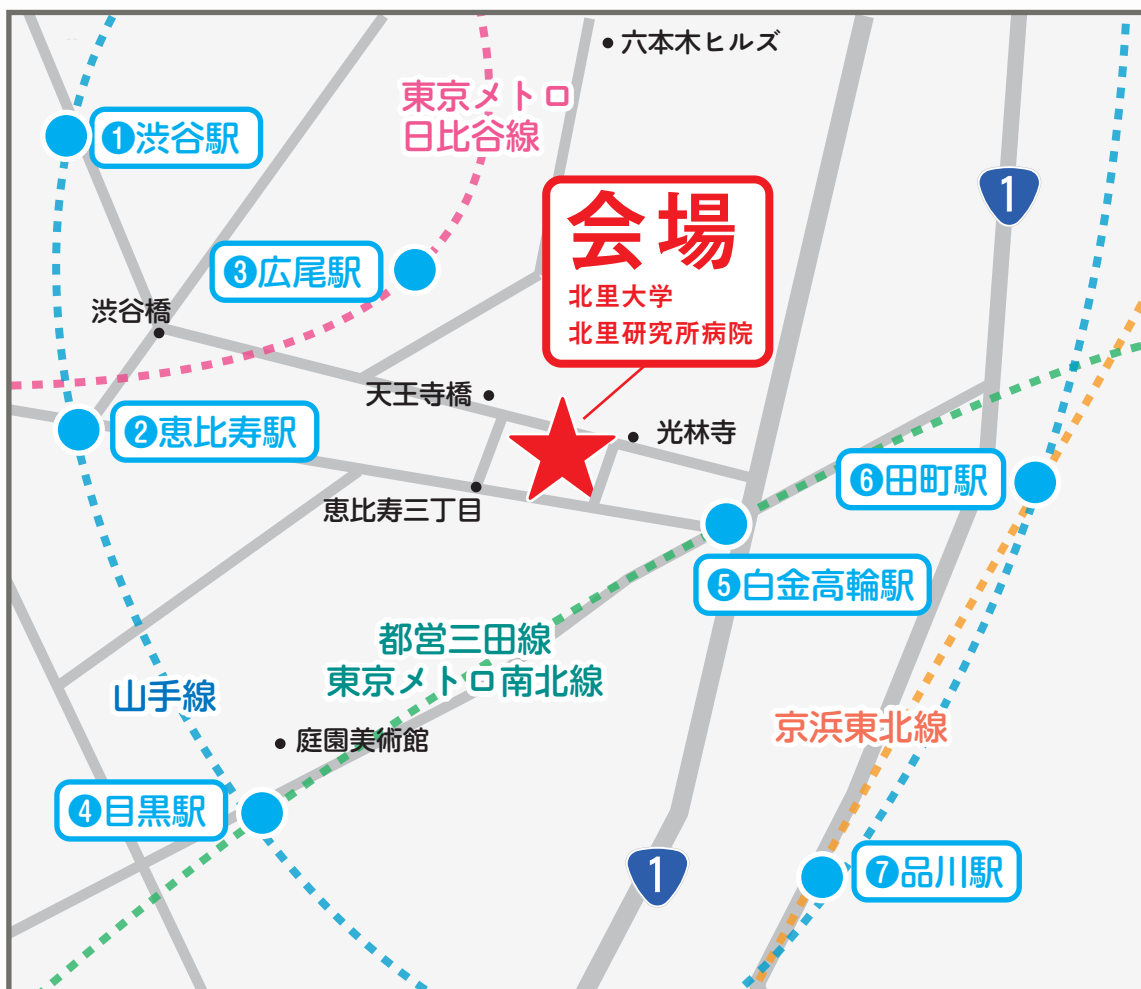 六本木ヒルズ
東京メトロ
日比谷線
❶渋谷駅
1
会場
北里大学
北里研究所病院
❸広尾駅
渋谷橋
天王寺橋
❷恵比寿駅
光林寺
❻田町駅
恵比寿三丁目
❺白金高輪駅
都営三田線
東京メトロ南北線
山手線
京浜東北線
庭園美術館
❹目黒駅
1
❼品川駅